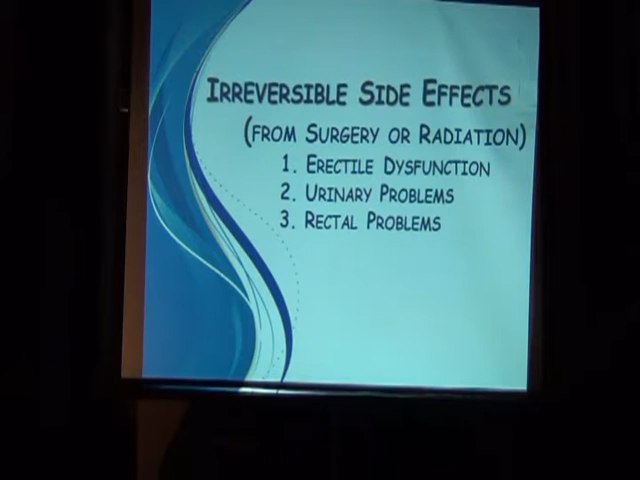 IRREVERSIBLE SIDE EFFECTS
(FROM SURGERY OR RADIATION)
1. ERECTILE DYSFUNCTION
2. URINARY PROBLEMS
3. RECTAL PROBLEMS